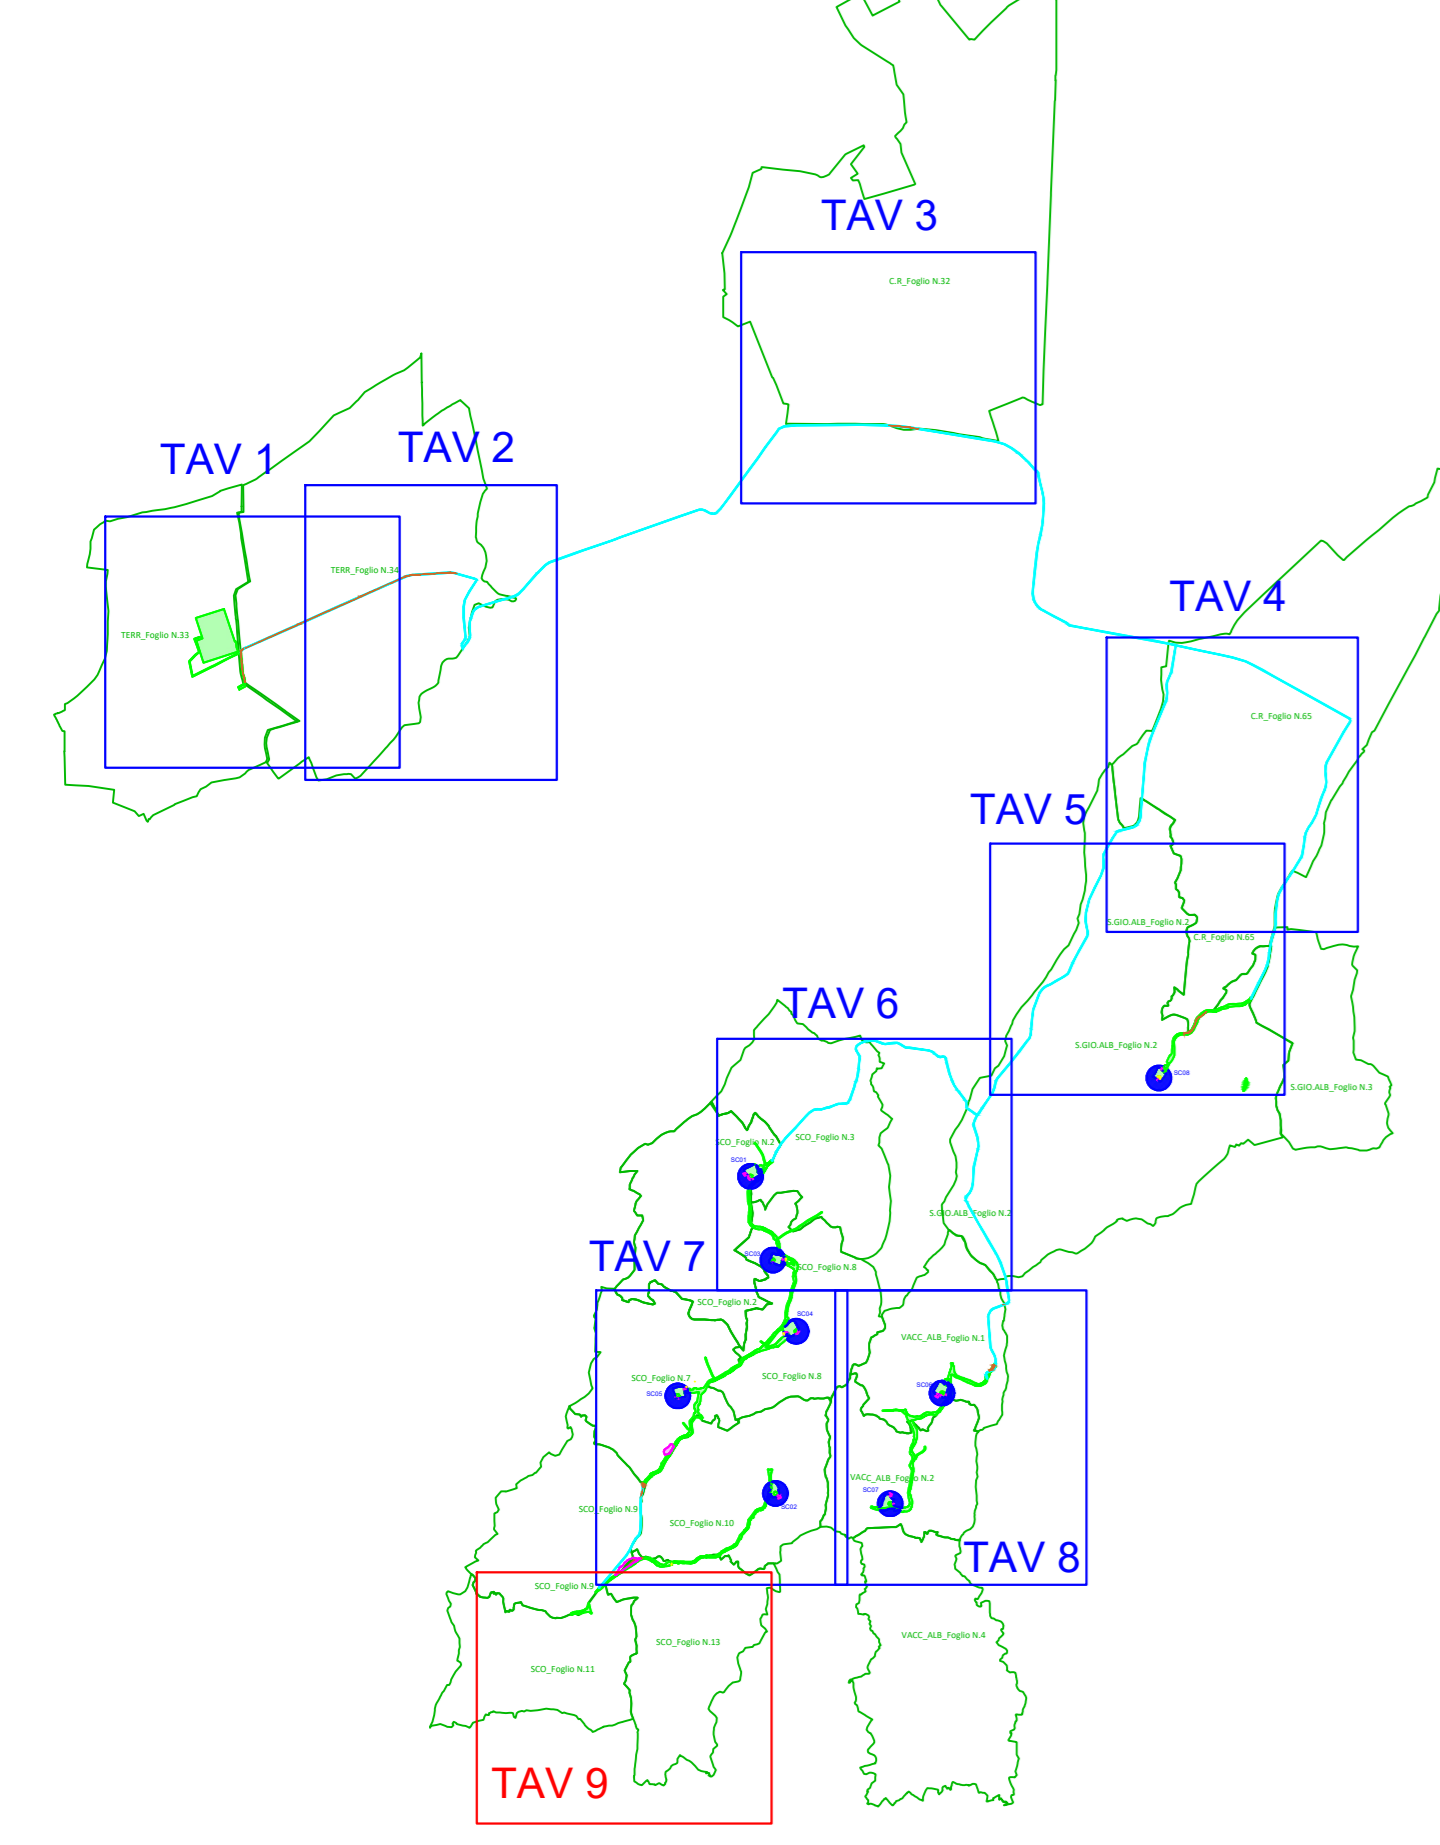 TAV 3
C.R_Foglio N.32
TAV 1
TAV 2
TERR_Foglio N.34
TERR_Foglio N.33
TAV 4
C.R_Foglio N.65
TAV 5
S.GIO.ALB_Foglio N.2
C.R_Foglio N.65
TAV 6
S.GIO.ALB_Foglio N.2
SC08
S.GIO.ALB_Foglio N.3
SCO_Foglio N.2
SCO_Foglio N.3
SC01
S.GIO.ALB_Foglio N.2
TAV 7
SC03
SCO_Foglio N.8
SCO_Foglio N.2
SC04
VACC_ALB_Foglio N.1
SCO_Foglio N.7
SCO_Foglio N.8
SC05
SC06
VACC_ALB_Foglio N.2
SC07
SCO_Foglio N.9
SC02
SCO_Foglio N.10
TAV 8
SCO_Foglio N.9
SCO_Foglio N.13
VACC_ALB_Foglio N.4
SCO_Foglio N.11
TAV 9